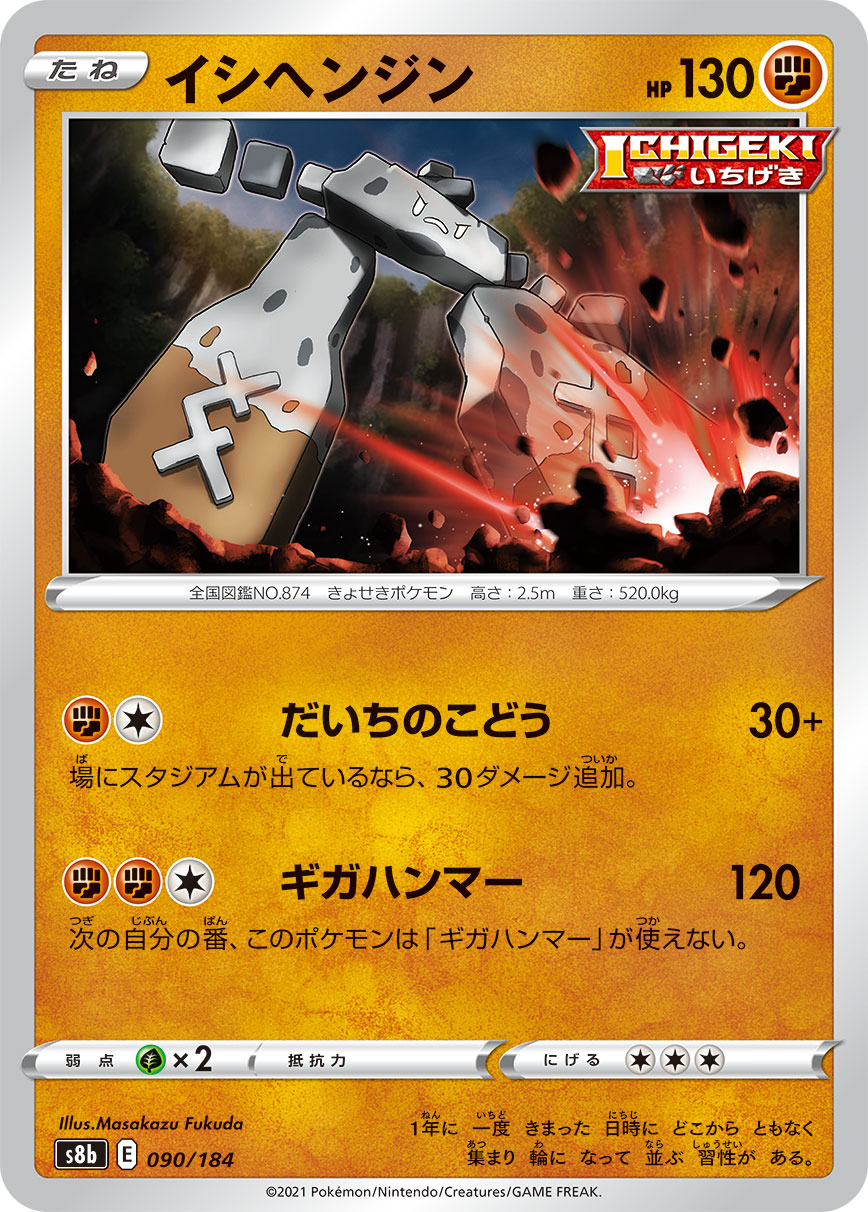 たね イシヘンジン HP 130
ICHIGEKI
いちげき
全国図鑑NO.874 きょせきポケモン 高さ：2.5m 重さ：520.0kg
だいちのこどう 30+
場にスタジアムが出ているなら、30ダメージ追加。
ギガハンマー 120
次の自分の番、このポケモンは「ギガハンマー」が使えない。
弱点 ×2 抵抗力 にげる
Illus.Masakazu Fukuda
s8b E 090/184
1年に 一度 きまった 日時に どこから ともなく
集まり 輪に なって 並ぶ 習性が ある。
©2021 Pokémon/Nintendo/Creatures/GAME FREAK.